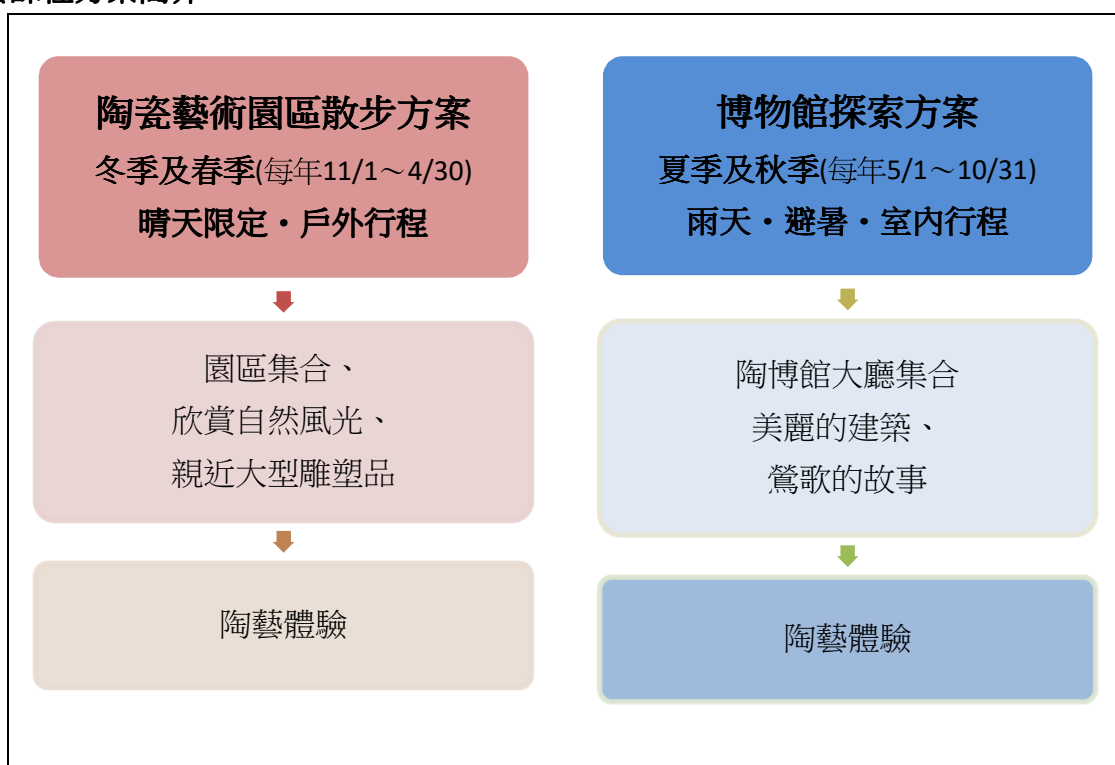 陶瓷藝術園區散步方案
冬季及春季(每年11/1～4/30)
晴天限定・戶外行程
園區集合、
欣賞自然風光、
親近大型雕塑品
陶藝體驗
博物館探索方案
夏季及秋季(每年5/1～10/31)
雨天・避暑・室內行程
陶博館大廳集合
美麗的建築、
鶯歌的故事
陶藝體驗